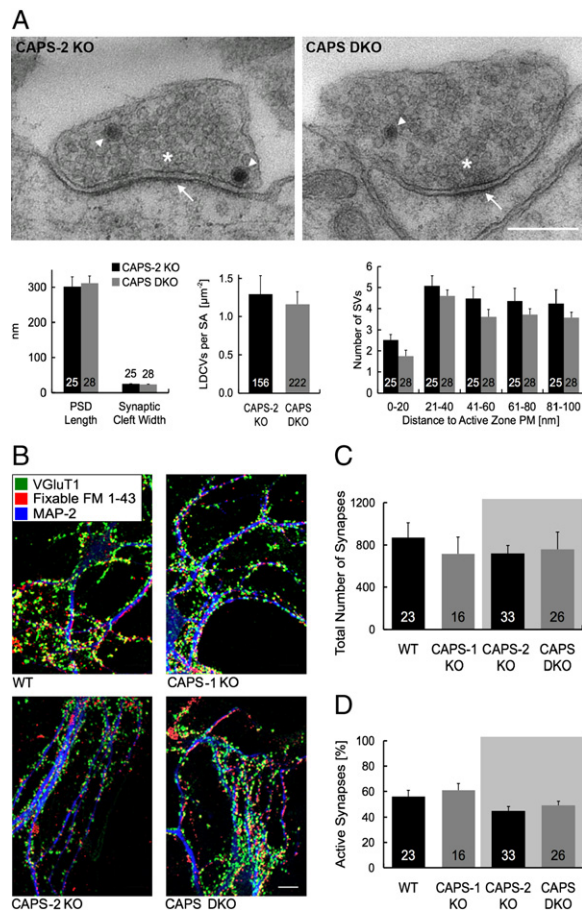 A
CAPS-2 KO
CAPS DKO
*
*
CAPS-2 KO
CAPS DKO
nm
300
200
100
0
25
28
25
28
PSD
Length
Synaptic
Cleft Width
LDCVs per SA [µm⁻²]
1.5
1.0
0.5
0.0
156
222
CAPS-2
KO
CAPS
DKO
Number of SVs
6
5
4
3
2
1
0
25
28
25
28
25
28
25
28
25
28
0-20
21-40
41-60
61-80
81-100
Distance to Active Zone PM [nm]
B
VGluT1
Fixable FM 1-43
MAP-2
WT
CAPS-1 KO
CAPS-2 KO
CAPS DKO
C
Total Number of Synapses
1200
800
400
0
23
16
33
26
WT
CAPS-1
KO
CAPS-2
KO
CAPS
DKO
D
Active Synapses [%]
100
80
60
40
20
0
23
16
33
26
WT
CAPS-1
KO
CAPS-2
KO
CAPS
DKO